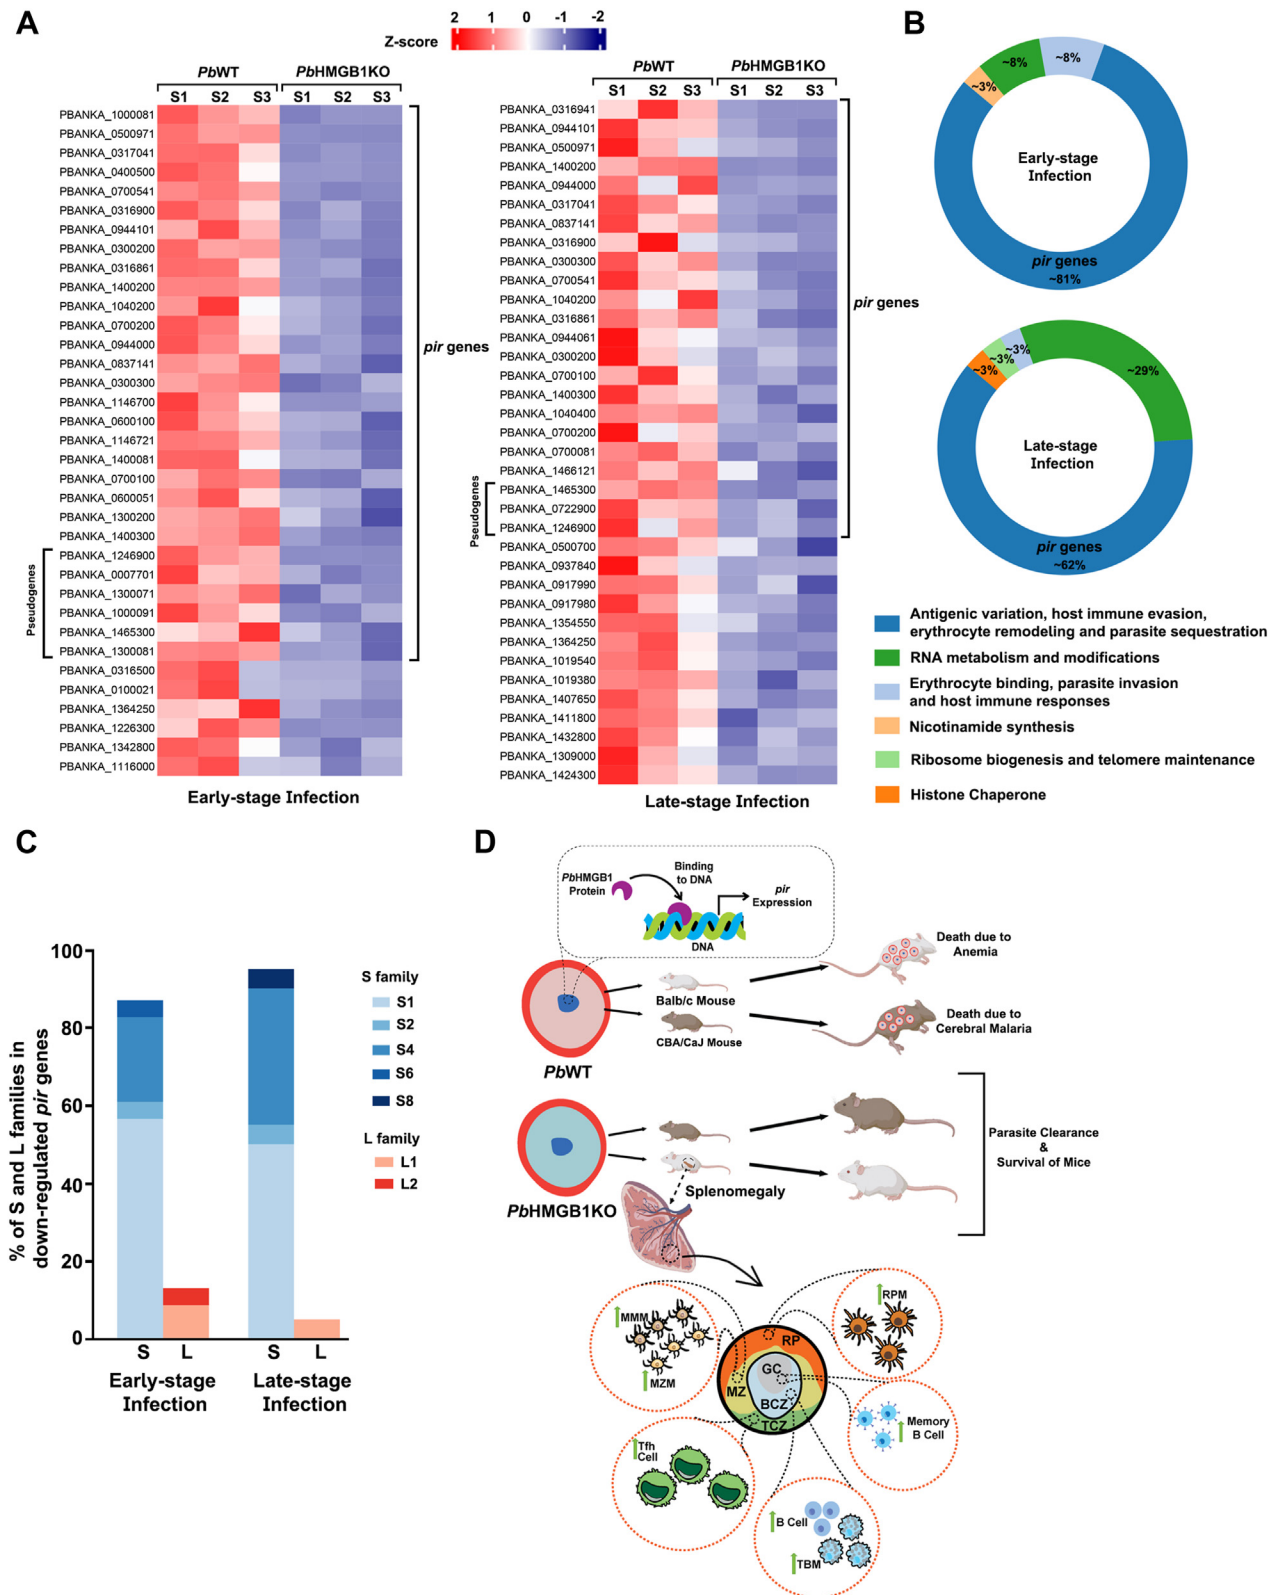 A
Z-score
2 1 0 -1 -2
PbWT PbHMGB1KO
S1 S2 S3 S1 S2 S3
PBANKA_1000081
PBANKA_0500971
PBANKA_0317041
PBANKA_0400500
PBANKA_0700541
PBANKA_0316900
PBANKA_0944101
PBANKA_0300200
PBANKA_0316861
PBANKA_1400200
PBANKA_1040200
PBANKA_0700200
PBANKA_0944000
PBANKA_0837141
PBANKA_0300300
PBANKA_1146700
PBANKA_0600100
PBANKA_1146721
PBANKA_1400081
PBANKA_0700100
PBANKA_0600051
PBANKA_1300200
PBANKA_1400300
PBANKA_1246900
PBANKA_0007701
PBANKA_1300071
PBANKA_1000091
PBANKA_1465300
PBANKA_1300081
PBANKA_0316500
PBANKA_0100021
PBANKA_1364250
PBANKA_1226300
PBANKA_1342800
PBANKA_1116000
pir genes
Pseudogenes
Early-stage Infection
PbWT PbHMGB1KO
S1 S2 S3 S1 S2 S3
PBANKA_0316941
PBANKA_0944101
PBANKA_0500971
PBANKA_1400200
PBANKA_0944000
PBANKA_0317041
PBANKA_0837141
PBANKA_0316900
PBANKA_0300300
PBANKA_0700541
PBANKA_1040200
PBANKA_0316861
PBANKA_0944061
PBANKA_0300200
PBANKA_0700100
PBANKA_1400300
PBANKA_1040400
PBANKA_0700200
PBANKA_0700081
PBANKA_1466121
PBANKA_1465300
PBANKA_0722900
PBANKA_1246900
PBANKA_0500700
PBANKA_0937840
PBANKA_0917990
PBANKA_0917980
PBANKA_1354550
PBANKA_1364250
PBANKA_1019540
PBANKA_1019380
PBANKA_1407650
PBANKA_1411800
PBANKA_1432800
PBANKA_1309000
PBANKA_1424300
pir genes
Pseudogenes
Late-stage Infection
B
~3%
~8%
~8%
Early-stage
Infection
pir genes
~81%
~3%
~3%
~3%
~29%
Late-stage
Infection
pir genes
~62%
Antigenic variation, host immune evasion,
erythrocyte remodeling and parasite sequestration
RNA metabolism and modifications
Erythrocyte binding, parasite invasion
and host immune responses
Nicotinamide synthesis
Ribosome biogenesis and telomere maintenance
Histone Chaperone
C
% of S and L families in
down-regulated pir genes
100
80
60
40
20
0
S L S L
Early-stage
Infection
Late-stage
Infection
S family
S1
S2
S4
S6
S8
L family
L1
L2
D
PbHMGB1
Protein
Binding
to DNA
pir
Expression
DNA
PbWT
Balb/c Mouse
CBA/CaJ Mouse
Death due to
Anemia
Death due to
Cerebral Malaria
PbHMGB1KO
Splenomegaly
Parasite Clearance
&
Survival of Mice
MMM
MZM
RPM
RP
GC
MZ
BCZ
TCZ
Memory
B Cell
Tfh
Cell
B Cell
TBM